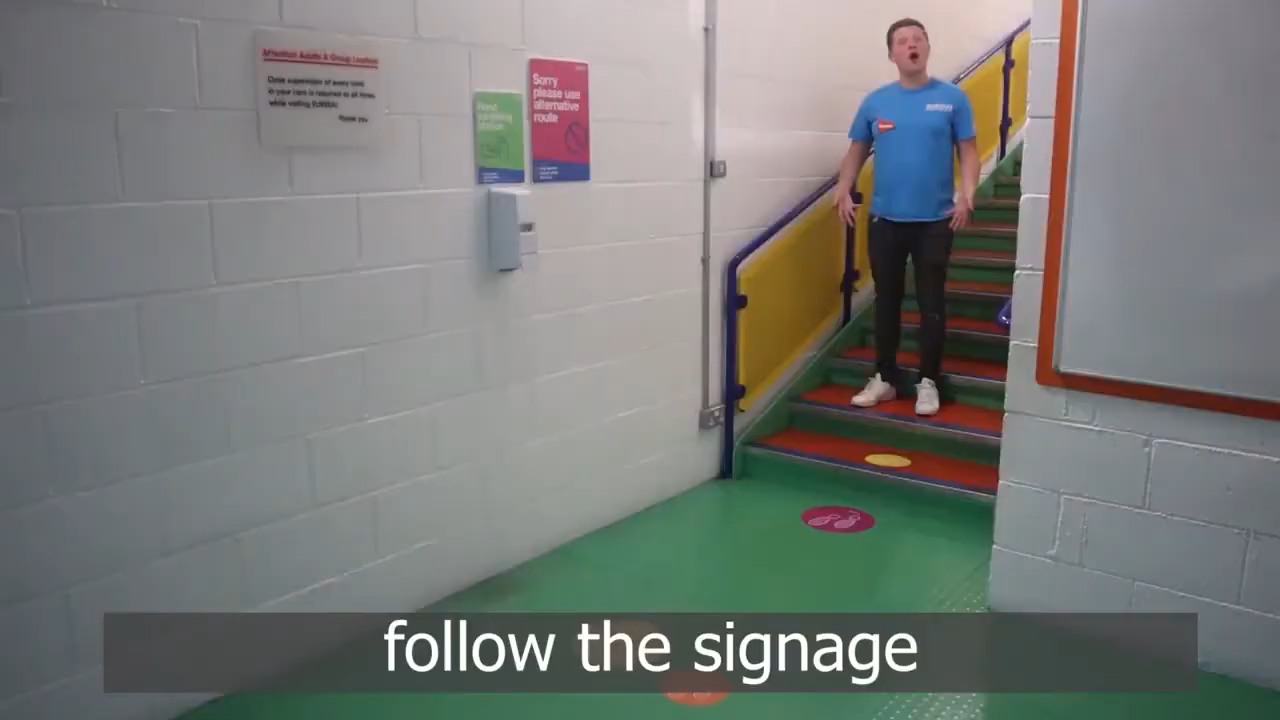 Attention Adults & Group Leaders
Close supervision of every child
in your care is required at all times
while visiting EUREKA!
Thank you
Hand
sanitising
station
Sorry
please use
alternative
route
follow the signage